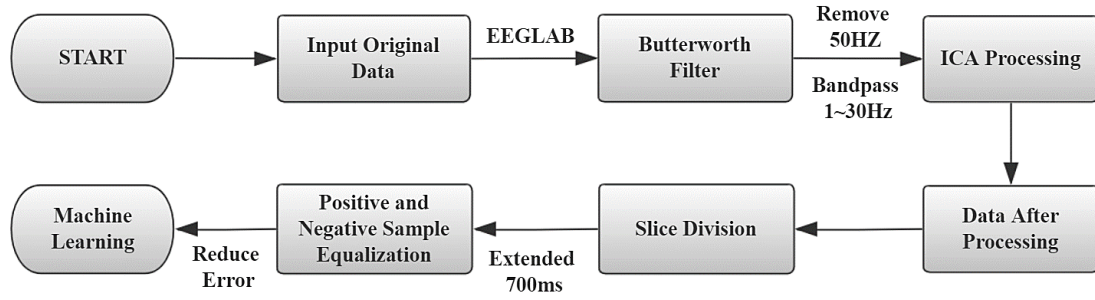 START
Input Original
Data
EEGLAB
Butterworth
Filter
Remove
50HZ
Bandpass
1~30Hz
ICA Processing
Data After
Processing
Slice Division
Extended
700ms
Positive and
Negative Sample
Equalization
Reduce
Error
Machine
Learning